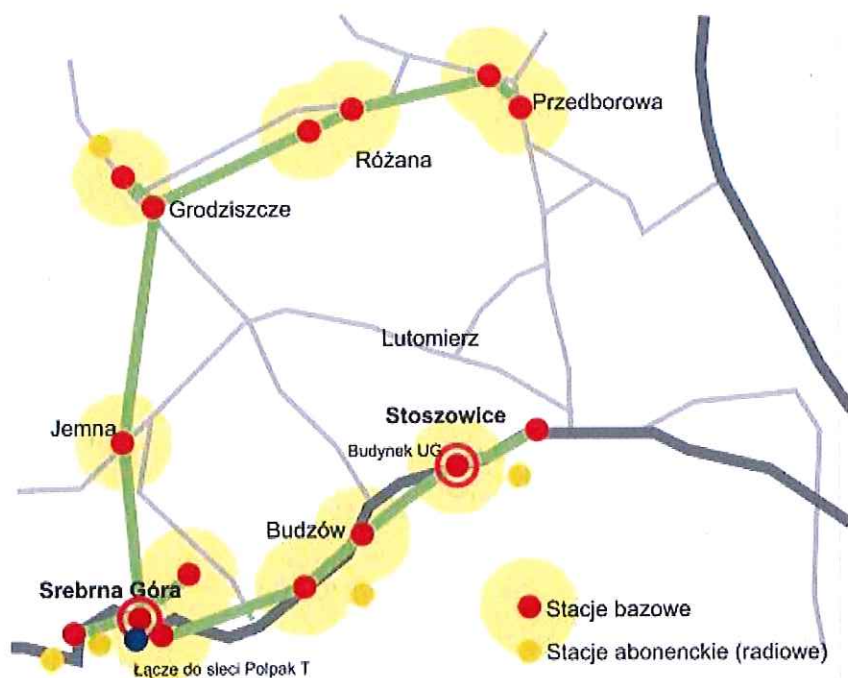 Przedborowa
Różana
Grodziszcze
Lutomierz
Stoszowice
Jemna
Budynek UG
Budzów
Srebrna Góra
Stacje bazowe
Stacje abonenckie (radiowe)
Łącze do sieci Polpak T